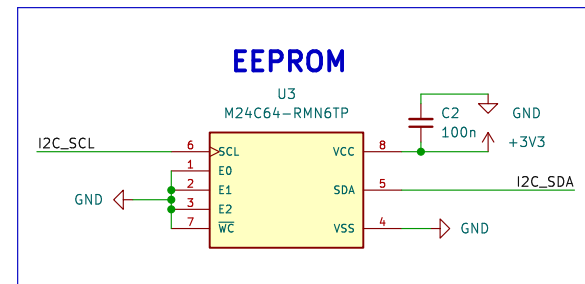 EEPROM
U3
M24C64-RMN6TP
C2
100n
GND
+3V3
I2C_SCL
6
SCL
VCC
8
1
E0
2
E1
SDA
5
I2C_SDA
GND
3
E2
7
WC
VSS
4
GND